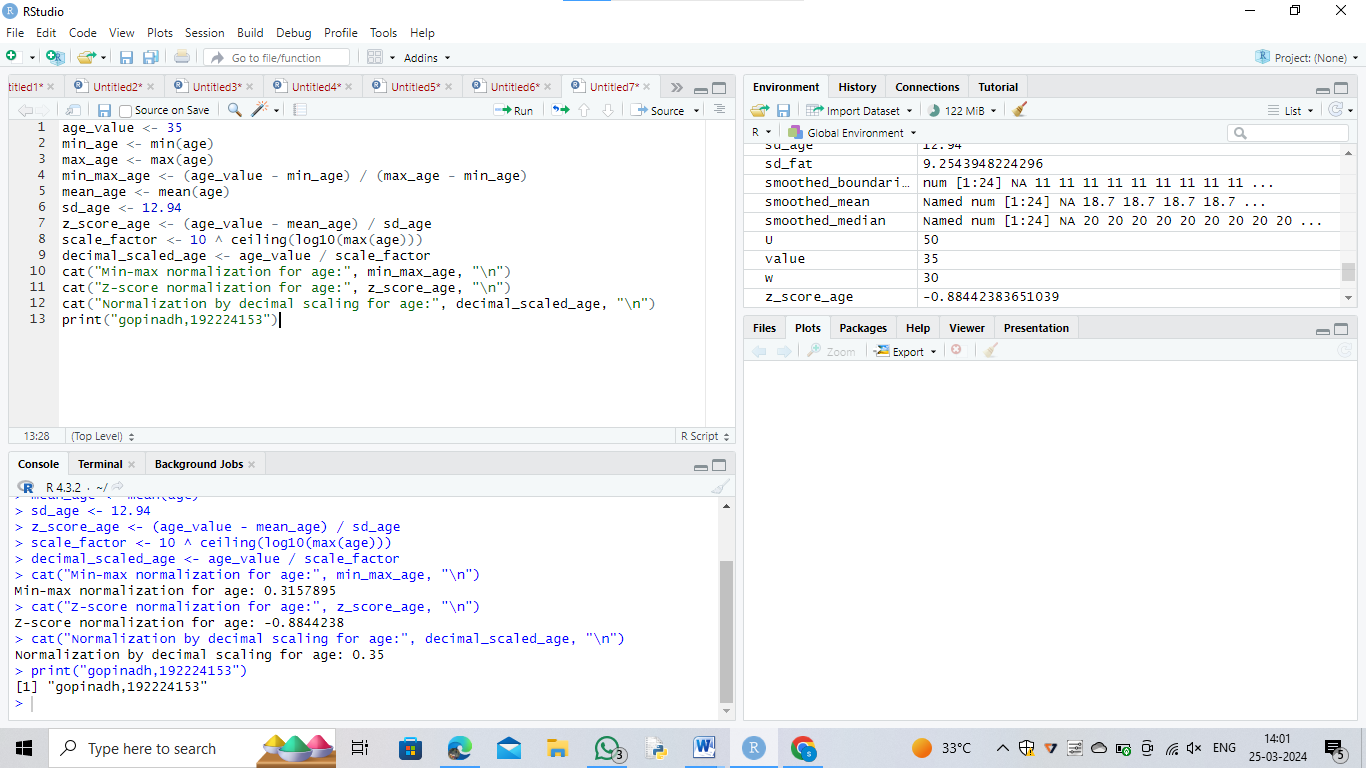 RStudio
File Edit Code View Plots Session Build Debug Profile Tools Help
Go to file/function Addins Project: (None)
titled1* Untitled2* Untitled3* Untitled4* Untitled5* Untitled6* Untitled7*
Source on Save Run Source
1 age_value <- 35
2 min_age <- min(age)
3 max_age <- max(age)
4 min_max_age <- (age_value - min_age) / (max_age - min_age)
5 mean_age <- mean(age)
6 sd_age <- 12.94
7 z_score_age <- (age_value - mean_age) / sd_age
8 scale_factor <- 10 ^ ceiling(log10(max(age)))
9 decimal_scaled_age <- age_value / scale_factor
10 cat("Min-max normalization for age:", min_max_age, "\n")
11 cat("Z-score normalization for age:", z_score_age, "\n")
12 cat("Normalization by decimal scaling for age:", decimal_scaled_age, "\n")
13 print("gopinadh,192224153")
13:28 (Top Level) R Script
Console Terminal Background Jobs
R 4.3.2 · ~/
> mean_age <- mean(age)
> sd_age <- 12.94
> z_score_age <- (age_value - mean_age) / sd_age
> scale_factor <- 10 ^ ceiling(log10(max(age)))
> decimal_scaled_age <- age_value / scale_factor
> cat("Min-max normalization for age:", min_max_age, "\n")
Min-max normalization for age: 0.3157895
> cat("Z-score normalization for age:", z_score_age, "\n")
Z-score normalization for age: -0.8844238
> cat("Normalization by decimal scaling for age:", decimal_scaled_age, "\n")
Normalization by decimal scaling for age: 0.35
> print("gopinadh,192224153")
[1] "gopinadh,192224153"
>
Environment History Connections Tutorial
Import Dataset 122 MiB List
R Global Environment
sd_age 12.94
sd_fat 9.2543948224296
smoothed_boundari... num [1:24] NA 11 11 11 11 11 11 11 11 11 ...
smoothed_mean Named num [1:24] NA 18.7 18.7 18.7 18.7 ...
smoothed_median Named num [1:24] NA 20 20 20 20 20 20 20 20 20 ...
U 50
value 35
w 30
z_score_age -0.88442383651039
Files Plots Packages Help Viewer Presentation
Zoom Export
Type here to search 3 33°C ENG 14:01
25-03-2024 5